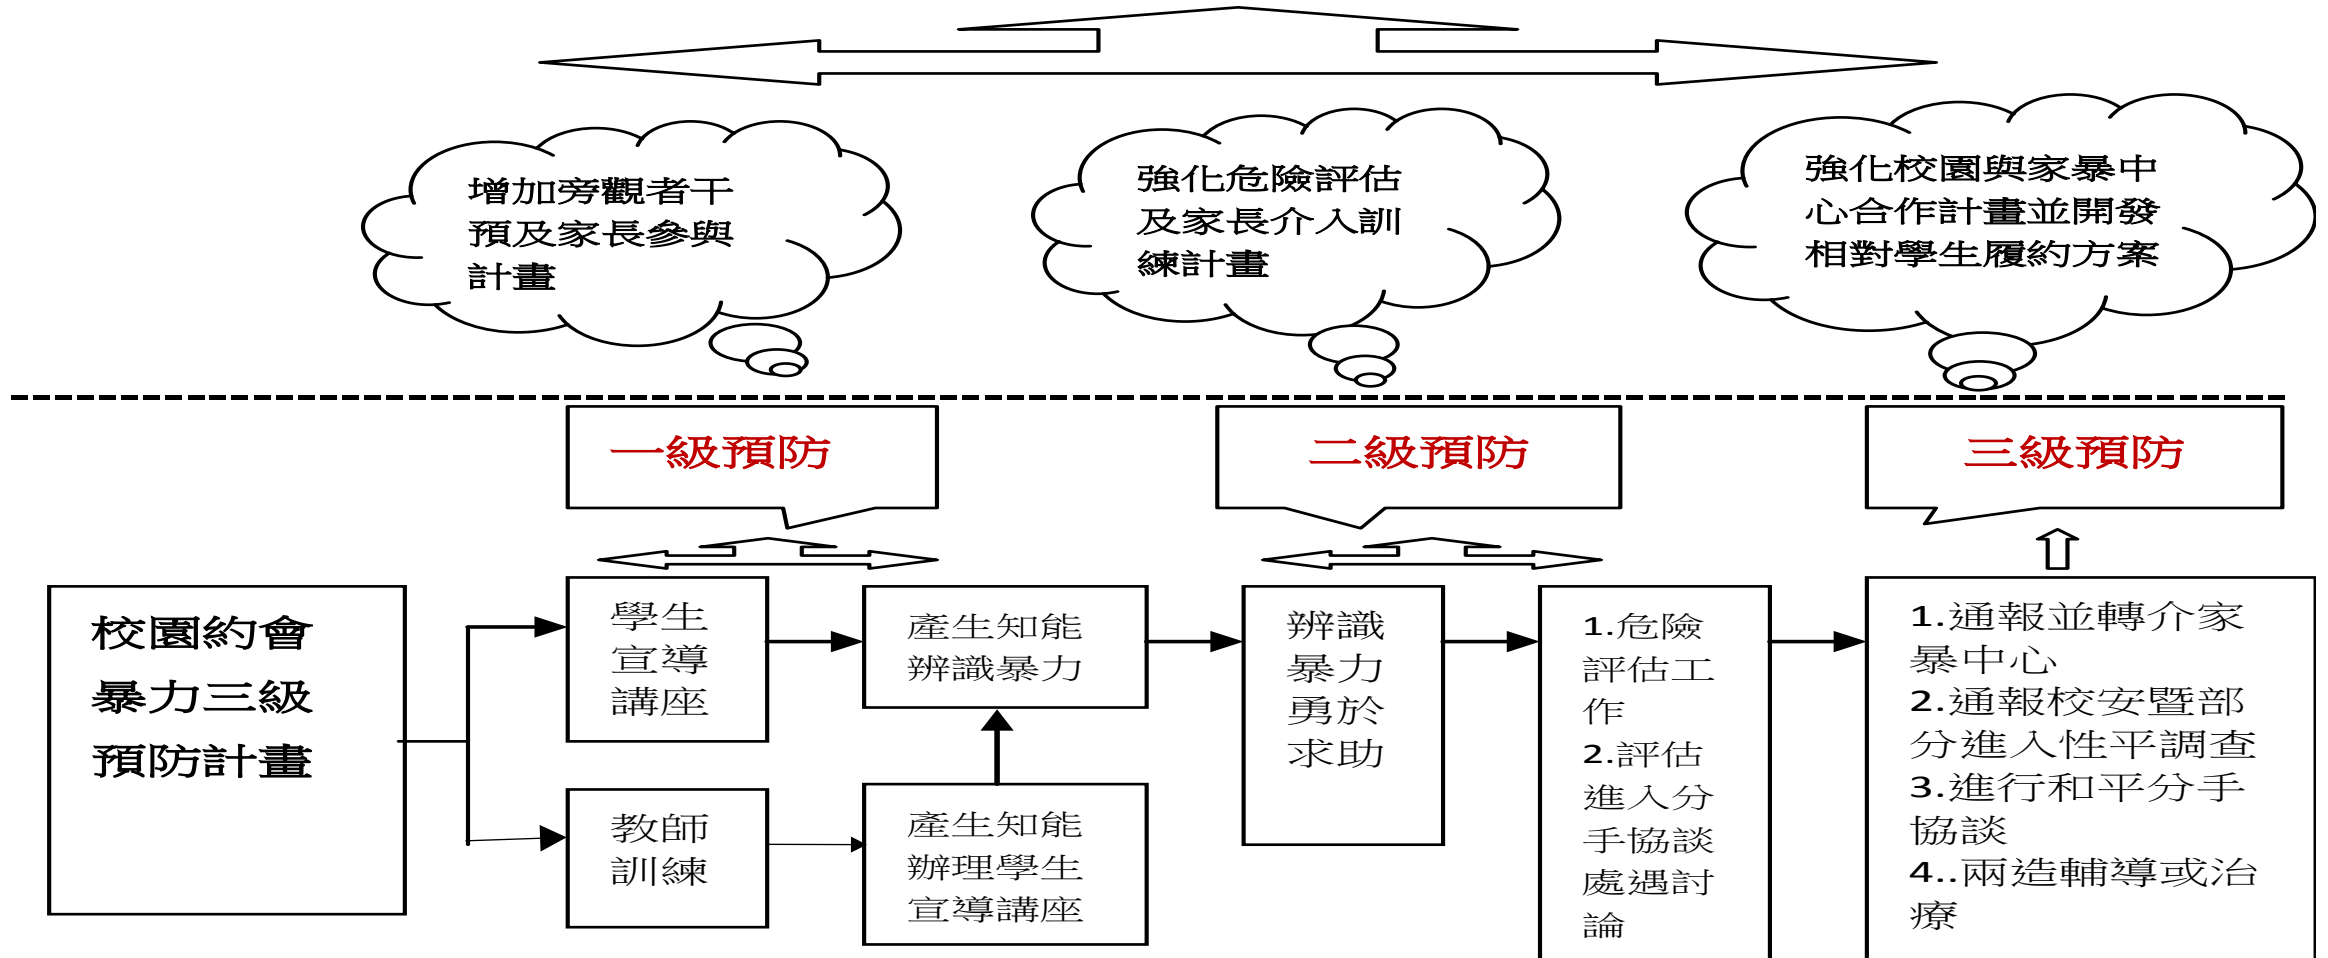 增加旁觀者干
預及家長參與
計畫
強化危險評估
及家長介入訓
練計畫
強化校園與家暴中
心合作計畫並開發
相對學生履約方案
一級預防
二級預防
三級預防
校園約會
暴力三級
預防計畫
學生
宣導
講座
產生知能
辨識暴力
教師
訓練
產生知能
辦理學生
宣導講座
辨識
暴力
勇於
求助
1.危險
評估工
作
2.評估
進入分
手協談
處遇討
論
1.通報並轉介家
暴中心
2.通報校安暨部
分進入性平調查
3.進行和平分手
協談
4..兩造輔導或治
療